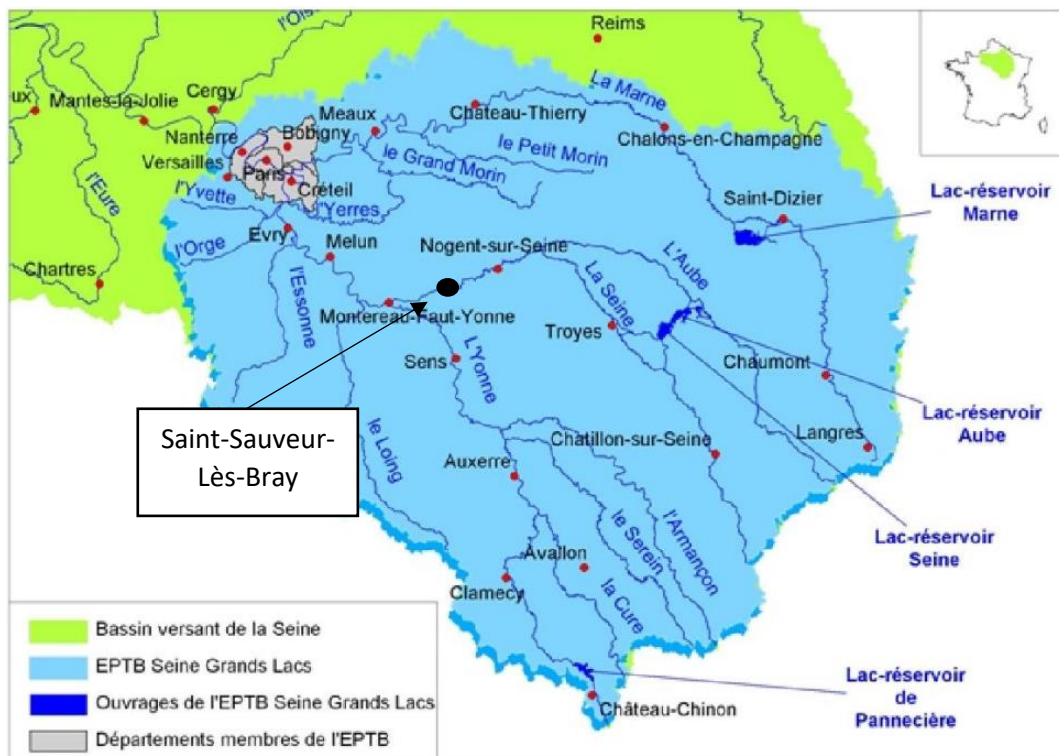 l'Ois
Reims
ux
Mantes-la-Jolie
Cergy
Meaux
Château-Thierry
La Marne
Chalons-en-Champagne
Nanterre
Bobigny
Versailles
Paris
le Petit Morin
le Grand Morin
Créteil
l'Yvette
l'Yerres
l'Eure
Saint-Dizier
Lac-réservoir
Marne
l'Orge
Evry
Melun
Nogent-sur-Seine
L'Aube
Chartres
l'Essonne
La Seine
Montereau-Faut-Yonne
Troyes
Sens
L'Yonne
Chaumont
Saint-Sauveur-
Lès-Bray
le Loing
Chatillon-sur-Seine
Langres
Lac-réservoir
Aube
Auxerre
l'Armançon
le Serein
Lac-réservoir
Seine
Avallon
Clamecy
la Cure
Bassin versant de la Seine
EPTB Seine Grands Lacs
Ouvrages de l'EPTB Seine Grands Lacs
Départements membres de l'EPTB
Château-Chinon
Lac-réservoir
de
Pannecière